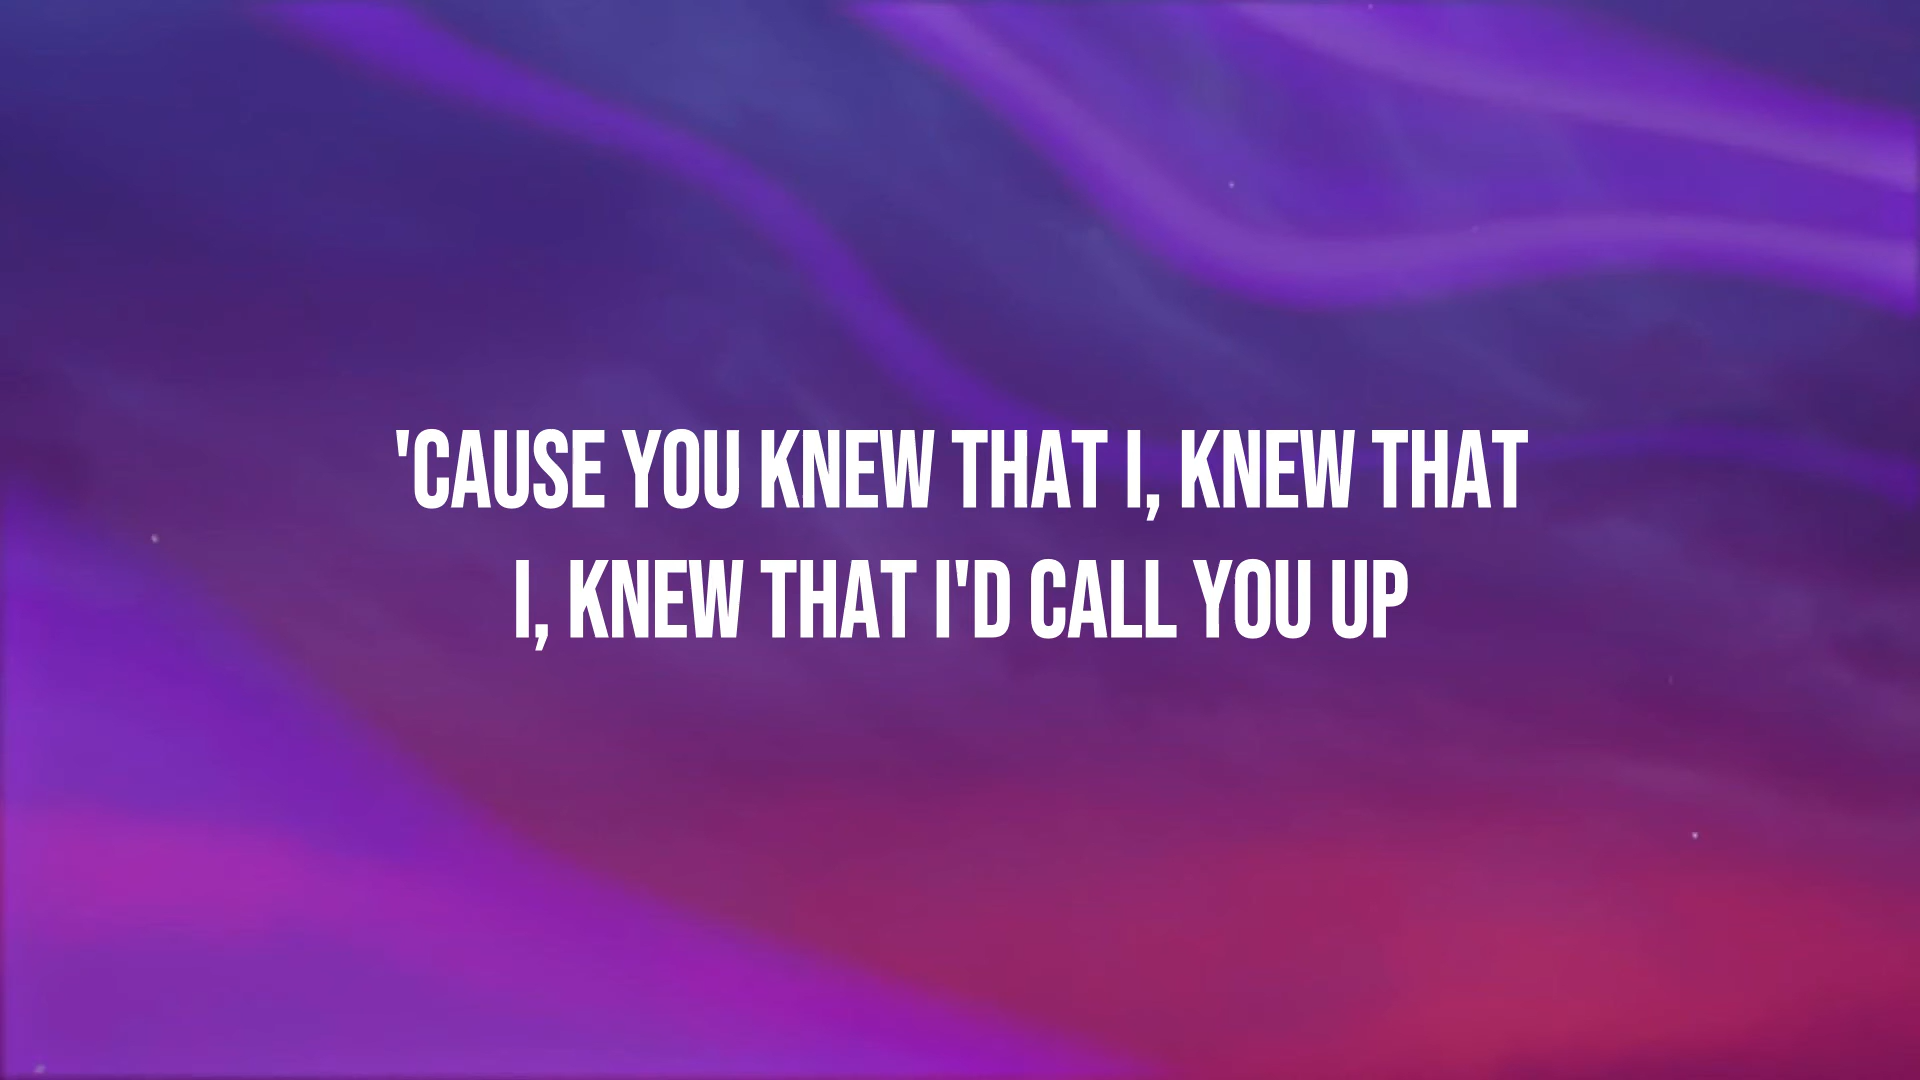 'CAUSE YOU KNEW THAT I, KNEW THAT
I, KNEW THAT I'D CALL YOU UP